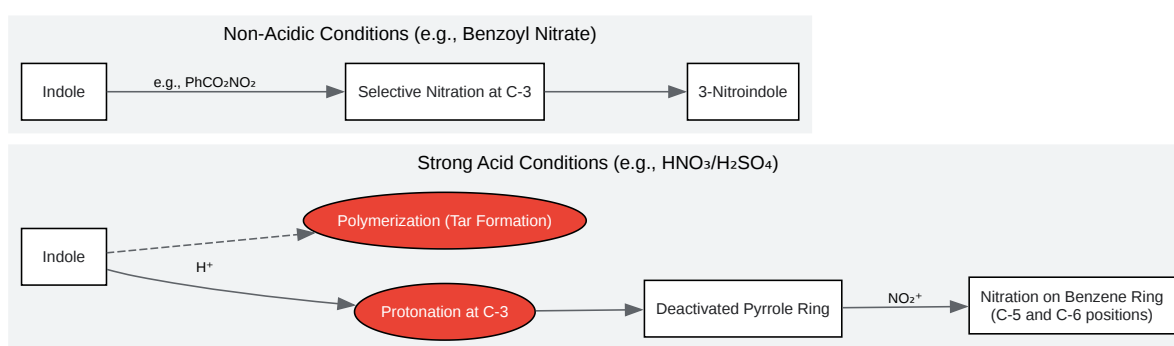 Non-Acidic Conditions (e.g., Benzoyl Nitrate)
Indole
e.g., PhCO₂NO₂
Selective Nitration at C-3
3-Nitroindole
Strong Acid Conditions (e.g., HNO₃/H₂SO₄)
Polymerization (Tar Formation)
Indole
H⁺
Protonation at C-3
Deactivated Pyrrole Ring
NO₂⁺
Nitration on Benzene Ring
(C-5 and C-6 positions)